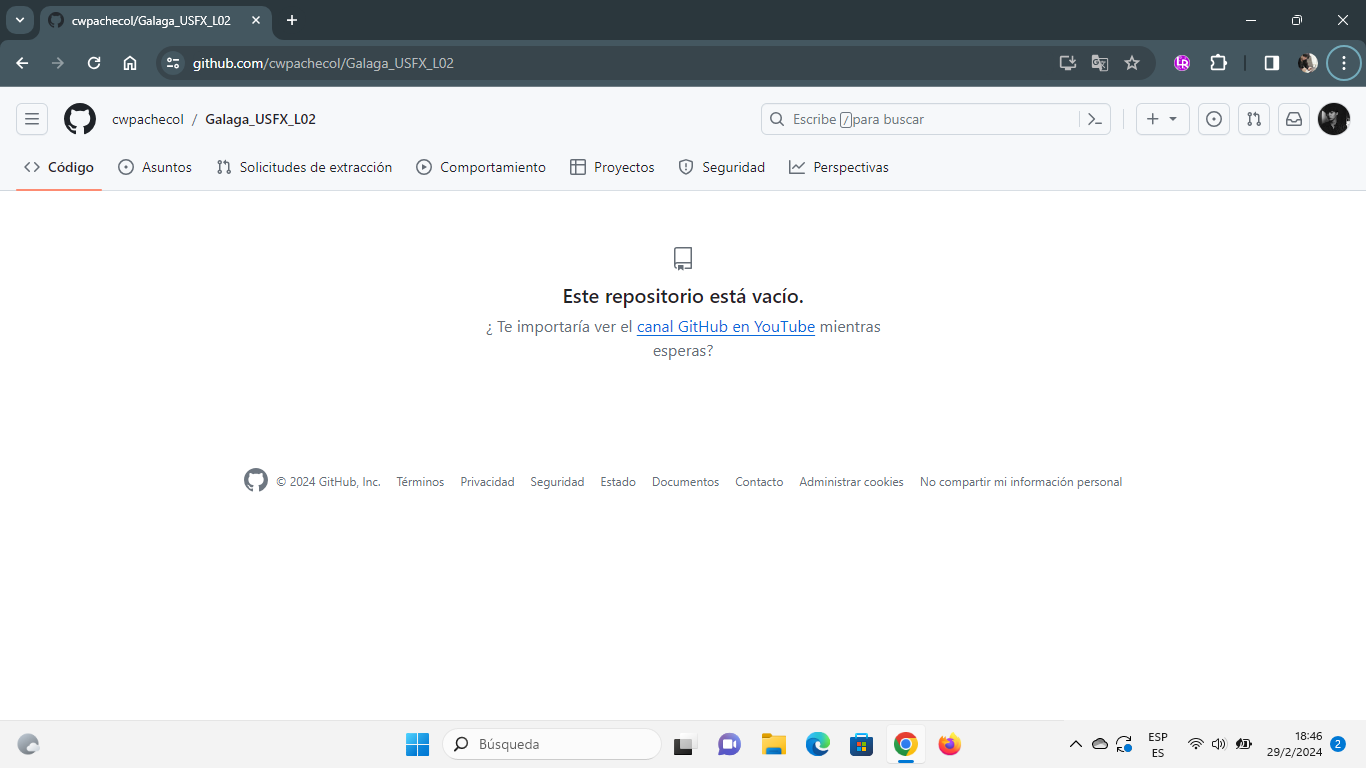 cwpachecol/Galaga_USFX_L02
github.com/cwpachecol/Galaga_USFX_L02
cwpachecol / Galaga_USFX_L02
Escribe / para buscar
Código Asuntos Solicitudes de extracción Comportamiento Proyectos Seguridad Perspectivas
Este repositorio está vacío.
¿ Te importaría ver el canal GitHub en YouTube mientras
esperas?
© 2024 GitHub, Inc. Términos Privacidad Seguridad Estado Documentos Contacto Administrar cookies No compartir mi información personal
Búsqueda
ESP
ES
18:46
29/2/2024
2